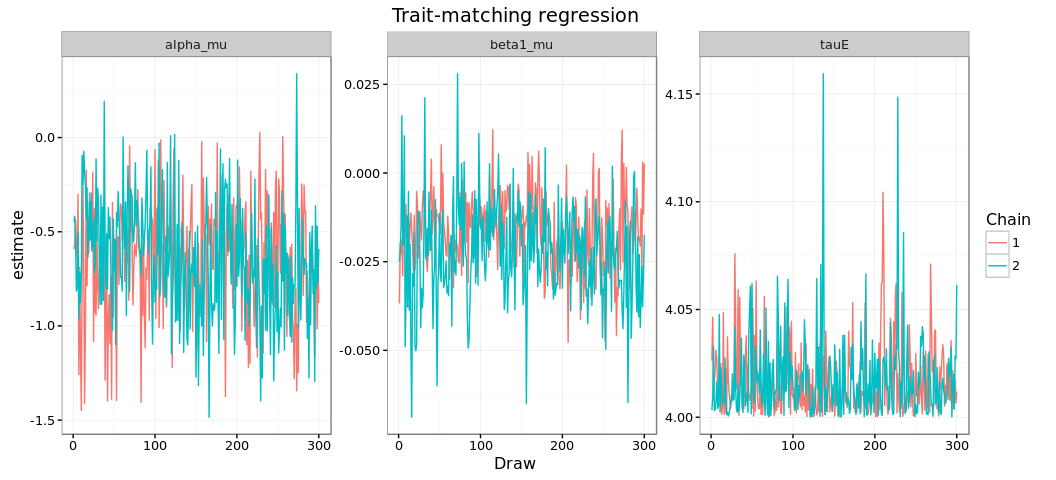 Trait-matching regression
alpha_mu
beta1_mu
tauE
estimate
0.0
-0.5
-1.0
-1.5
0 100 200 300
0.025
0.000
-0.025
-0.050
0 100 200 300
4.15
4.10
4.05
4.00
0 100 200 300
Draw
Chain
1
2